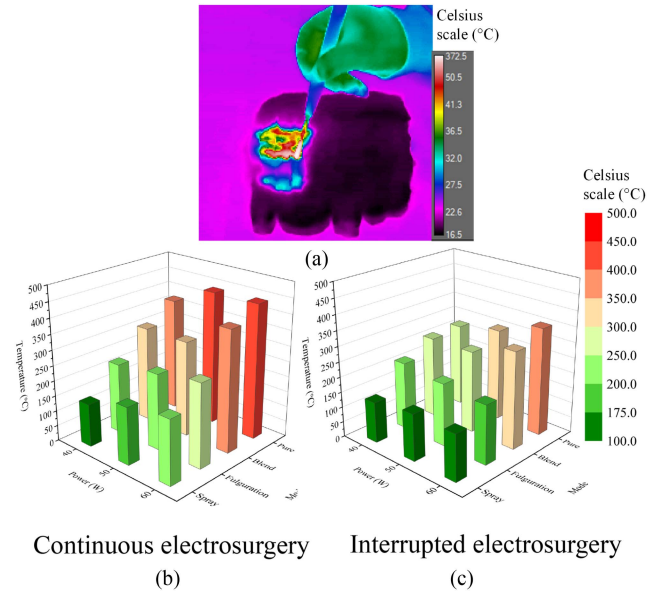 Celsius
scale (°C)
372.5
50.5
41.3
36.5
32.0
27.5
22.6
16.5
(a)
Celsius
scale (°C)
500.0
450.0
400.0
350.0
300.0
250.0
200.0
175.0
100.0
500
450
400
350
300
250
200
150
100
50
0
Temperature (°C)
40
50
60
Power (W)
Spray
Fulguration
Blend
Pure
500
450
400
350
300
250
200
150
100
50
0
Temperature (°C)
40
50
60
Power (W)
Spray
Fulguration
Blend
Pure
Mode
Continuous electrosurgery
Interrupted electrosurgery
(b)
(c)